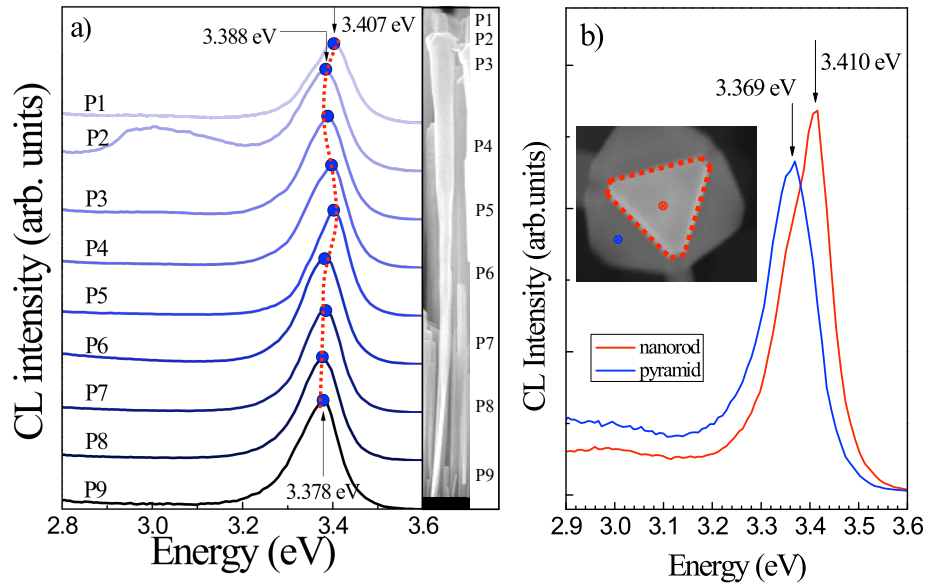 a)
3.407 eV
3.388 eV
P1
P2
P3
P4
P5
P6
P7
P8
P9
3.378 eV
CL intensity (arb. units)
2.8 3.0 3.2 3.4 3.6
Energy (eV)
P1
P2
P3
P4
P5
P6
P7
P8
P9
b)
3.410 eV
3.369 eV
nanorod
pyramid
CL Intensity (arb.units)
2.9 3.0 3.1 3.2 3.3 3.4 3.5 3.6
Energy (eV)